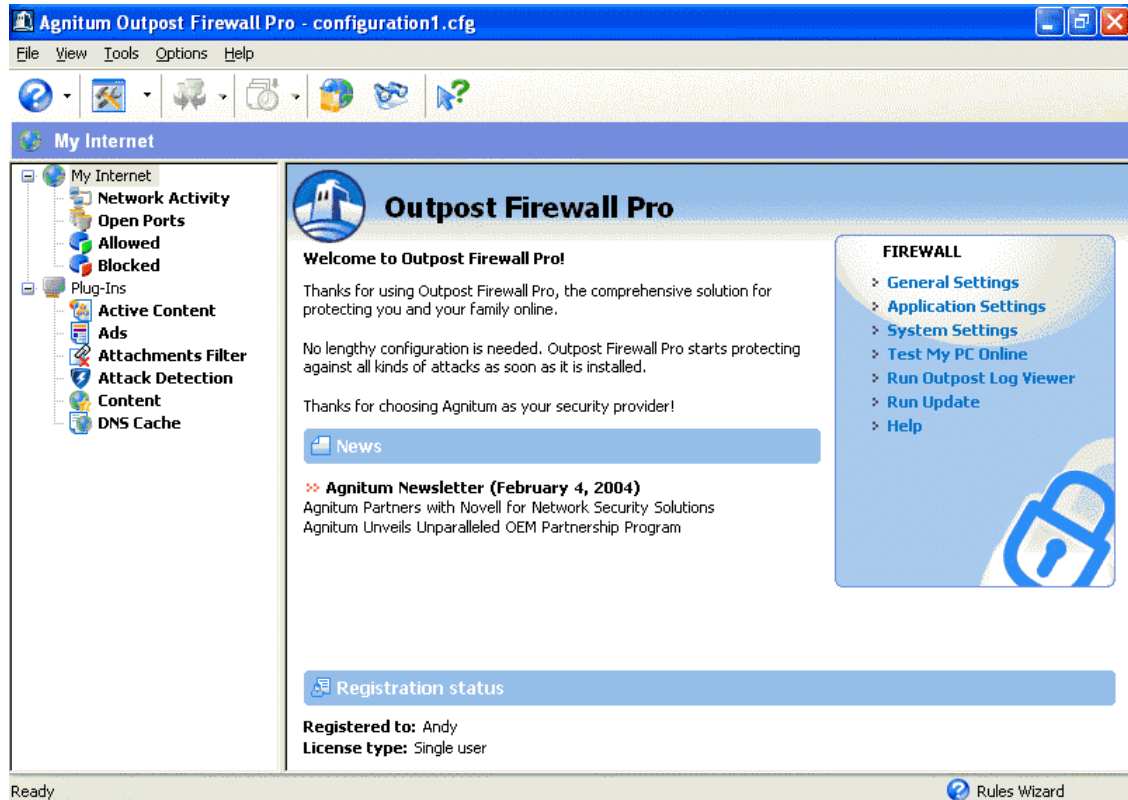 Agnitum Outpost Firewall Pro - configuration1.cfg
File View Tools Options Help
My Internet
My Internet
Network Activity
Open Ports
Allowed
Blocked
Plug-Ins
Active Content
Ads
Attachments Filter
Attack Detection
Content
DNS Cache
Outpost Firewall Pro
Welcome to Outpost Firewall Pro!
Thanks for using Outpost Firewall Pro, the comprehensive solution for
protecting you and your family online.
No lengthy configuration is needed. Outpost Firewall Pro starts protecting
against all kinds of attacks as soon as it is installed.
Thanks for choosing Agnitum as your security provider!
News
Agnitum Newsletter (February 4, 2004)
Agnitum Partners with Novell for Network Security Solutions
Agnitum Unveils Unparalleled OEM Partnership Program
FIREWALL
General Settings
Application Settings
System Settings
Test My PC Online
Run Outpost Log Viewer
Run Update
Help
Registration status
Registered to: Andy
License type: Single user
Ready
Rules Wizard